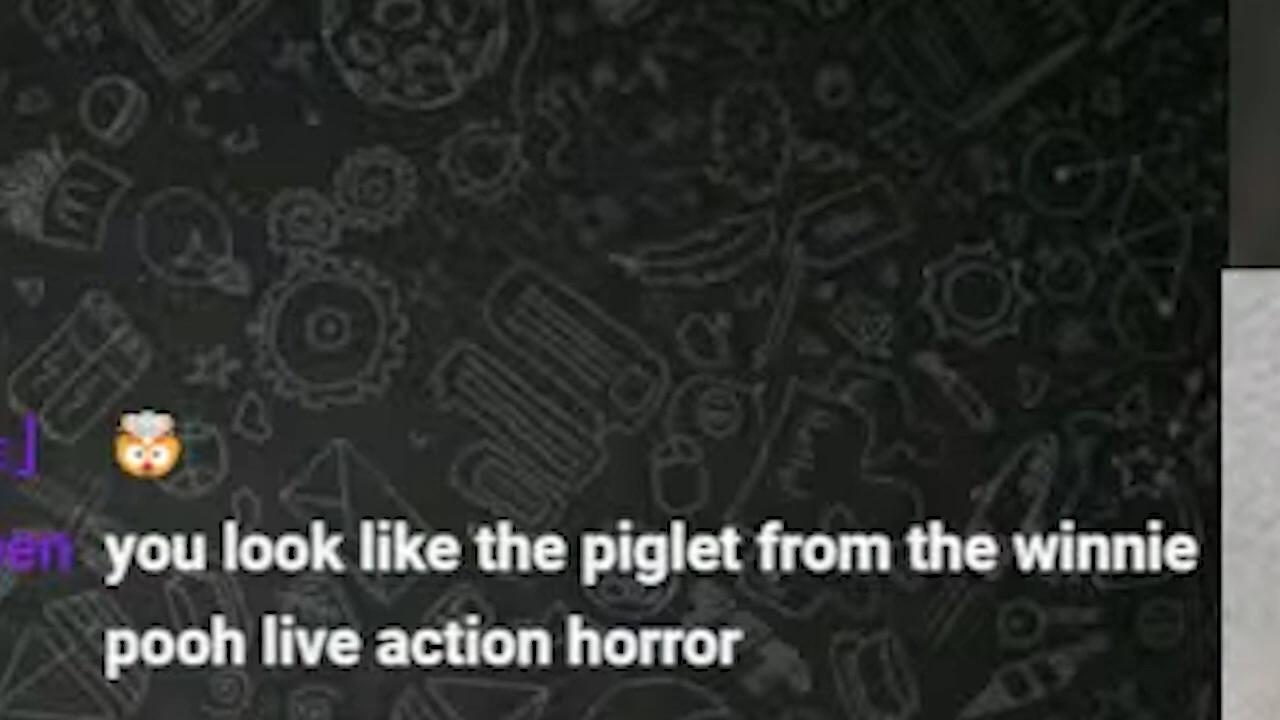 🤯
you look like the piglet from the winnie
pooh live action horror